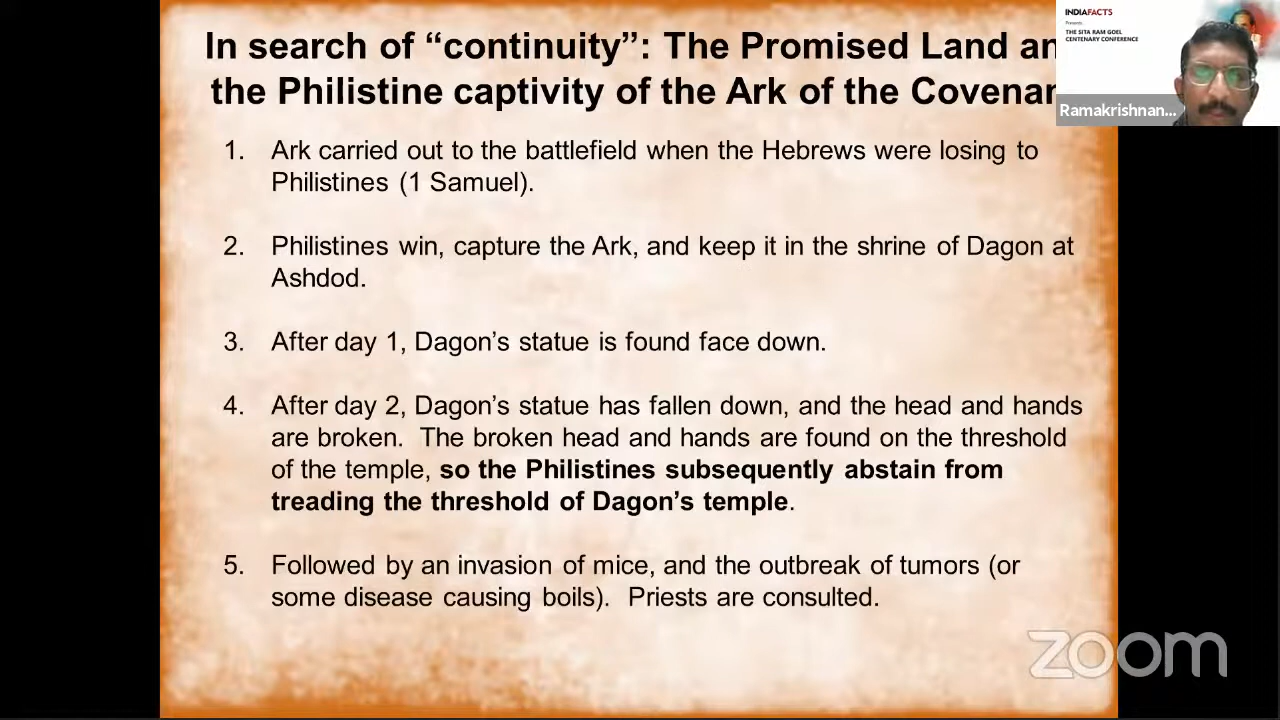 In search of “continuity”: The Promised Land an
the Philistine captivity of the Ark of the Covenan
INDIAFACTS
Presents
THE SITA RAM GOEL
CENTENARY CONFERENCE
Ramakrishnan...
1. Ark carried out to the battlefield when the Hebrews were losing to
Philistines (1 Samuel).
2. Philistines win, capture the Ark, and keep it in the shrine of Dagon at
Ashdod.
3. After day 1, Dagon’s statue is found face down.
4. After day 2, Dagon’s statue has fallen down, and the head and hands
are broken. The broken head and hands are found on the threshold
of the temple, so the Philistines subsequently abstain from
treading the threshold of Dagon’s temple.
5. Followed by an invasion of mice, and the outbreak of tumors (or
some disease causing boils). Priests are consulted.
zoom